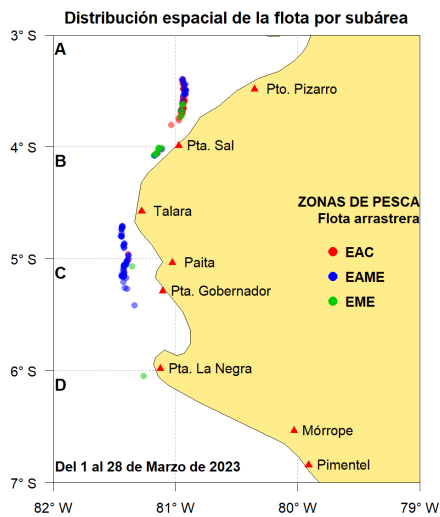 Distribución espacial de la flota por subárea
3° S
A
Pto. Pizarro
4° S
Pta. Sal
B
ZONAS DE PESCA
Flota arrastrera
Talara
EAC
5° S
Paita
C
EAME
Pta. Gobernador
EME
6° S
Pta. La Negra
D
Mórrope
Del 1 al 28 de Marzo de 2023
Pimentel
7° S
82° W
81° W
80° W
79° W